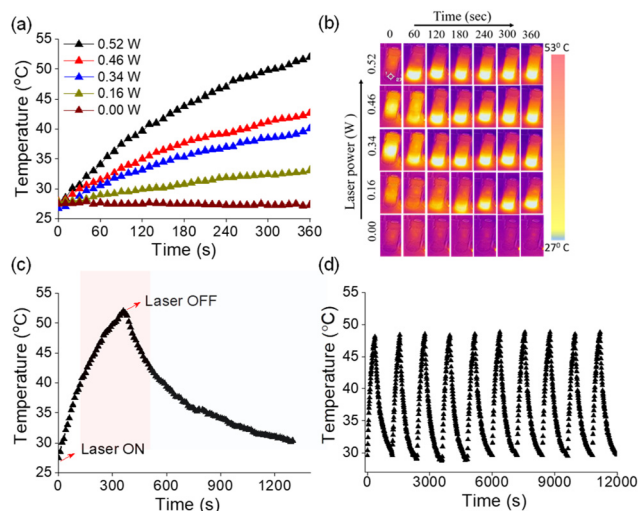 (a)
0.52 W
0.46 W
0.34 W
0.16 W
0.00 W
Temperature (°C)
55
50
45
40
35
30
25
0 60 120 180 240 300 360
Time (s)
(b)
Time (sec)
0 60 120 180 240 300 360
Laser power (W )
0.52
0.46
0.34
0.16
0.00
53° C
27° C
(c)
Temperature (°C)
55
50
45
40
35
30
25
Laser OFF
Laser ON
0 300 600 900 1200
Time (s)
(d)
Temperature (°C)
55
50
45
40
35
30
0 3000 6000 9000 12000
Time (s)